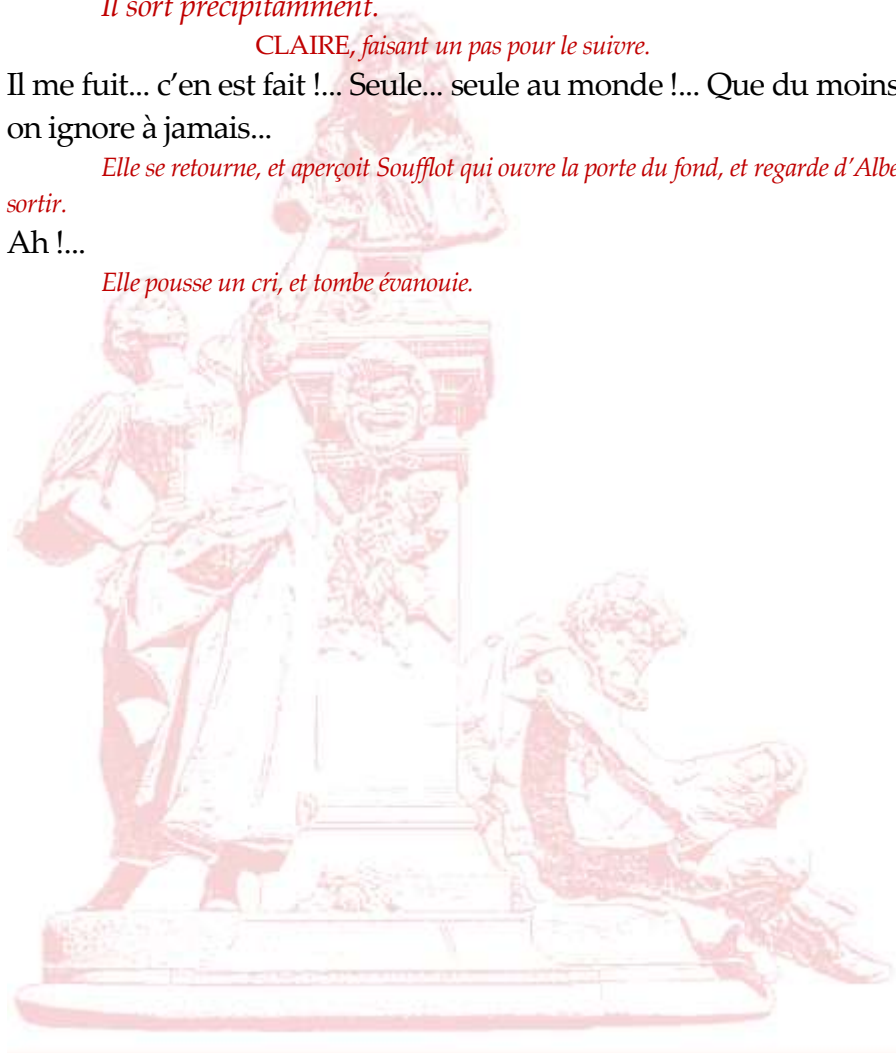 Il sort précipitamment.
CLAIRE, faisant un pas pour le suivre.
Il me fuit... c’en est fait !... Seule... seule au monde !... Que du moins
on ignore à jamais...
Elle se retourne, et aperçoit Soufflot qui ouvre la porte du fond, et regarde d’Albe
sortir.
Ah !...
Elle pousse un cri, et tombe évanouie.